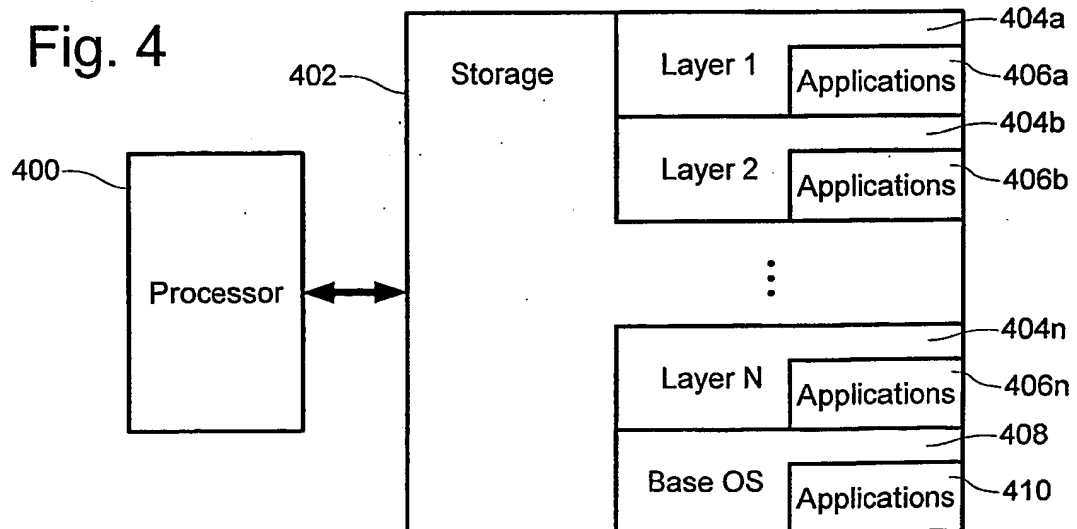 Fig. 4
402
Storage
Layer 1
404a
Applications
406a
404b
Layer 2
Applications
406b
400
Processor
404n
Layer N
Applications
406n
408
Base OS
Applications
410